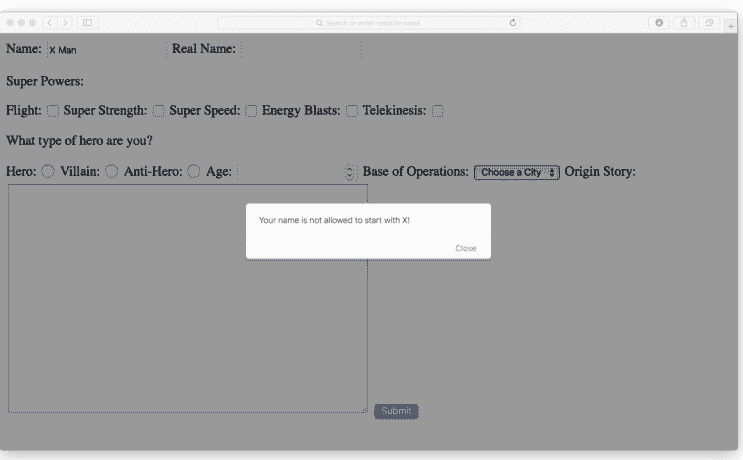 Search or enter website name
Name: X Man Real Name:
Super Powers:
Flight: Super Strength: Super Speed: Energy Blasts: Telekinesis:
What type of hero are you?
Hero: Villain: Anti-Hero: Age: Base of Operations: Choose a City Origin Story:
Your name is not allowed to start with X!
Close
Submit